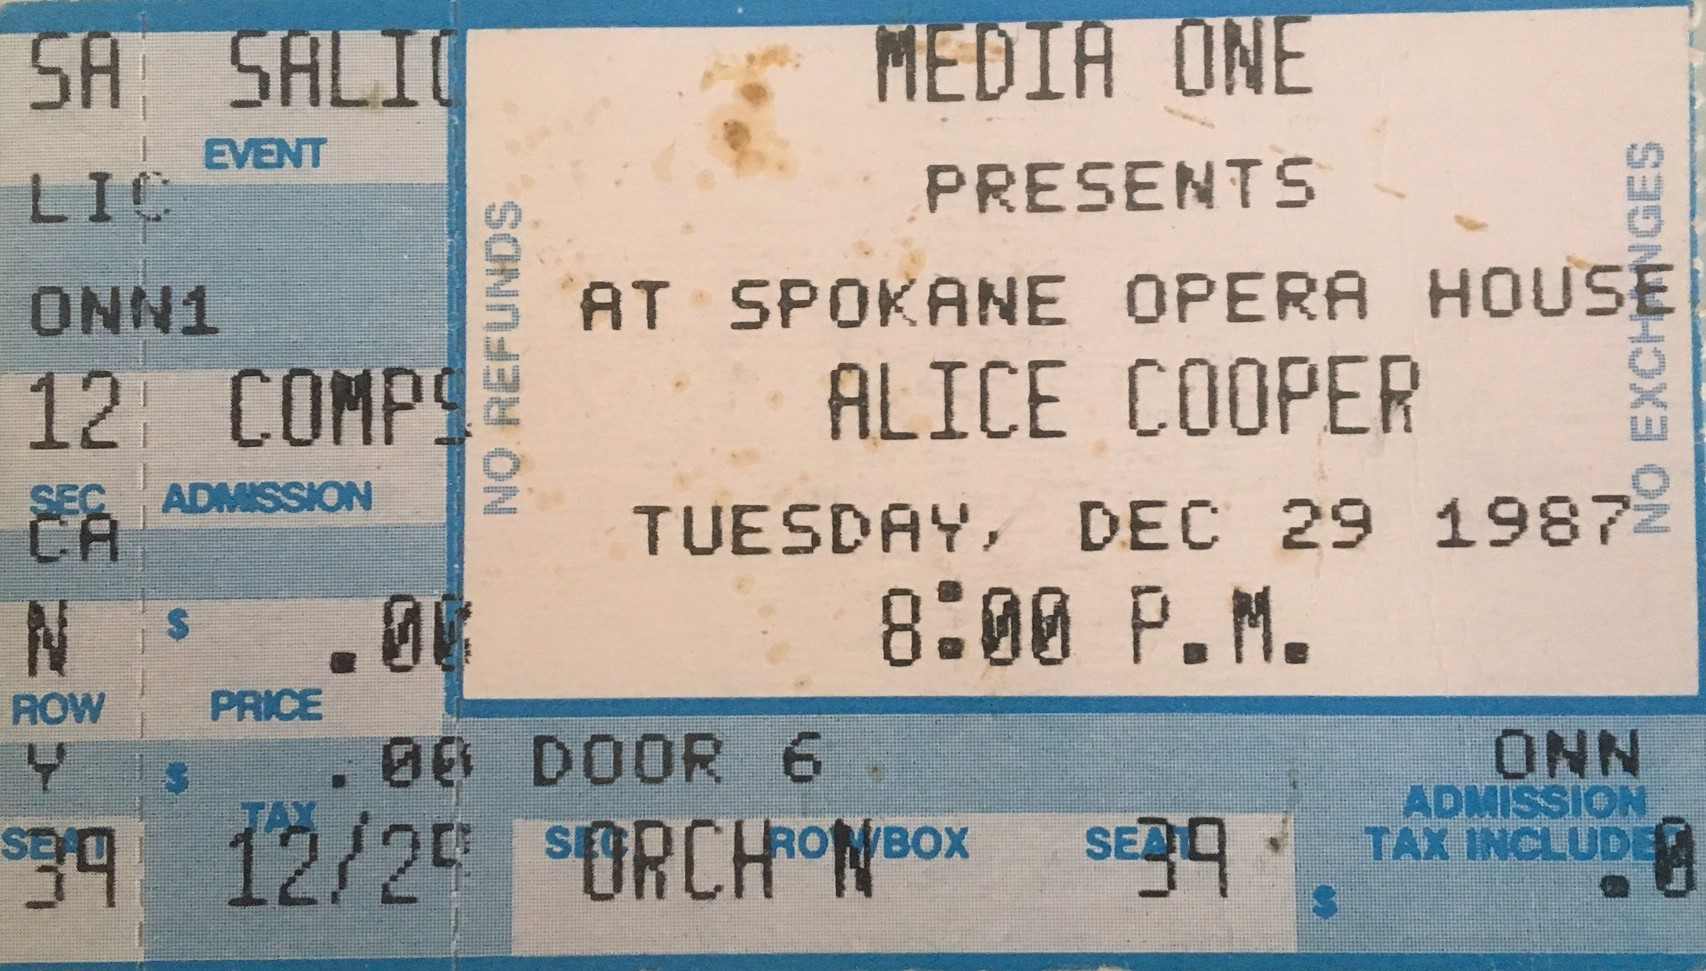 SA SALIC
EVENT
LIC
ONN1
12 COMPS
SEC ADMISSION
CA
N $ .00
ROW PRICE
Y $ .00
TAX
SEAT
39 12/29
MEDIA ONE
PRESENTS
AT SPOKANE OPERA HOUSE
ALICE COOPER
TUESDAY, DEC 29 1987
8:00 P.M.
NO REFUNDS
NO EXCHANGES
DOOR 6 ONN
ADMISSION
SEC ROW/BOX SEAT TAX INCLUDED
ORCH N 39 $ .0